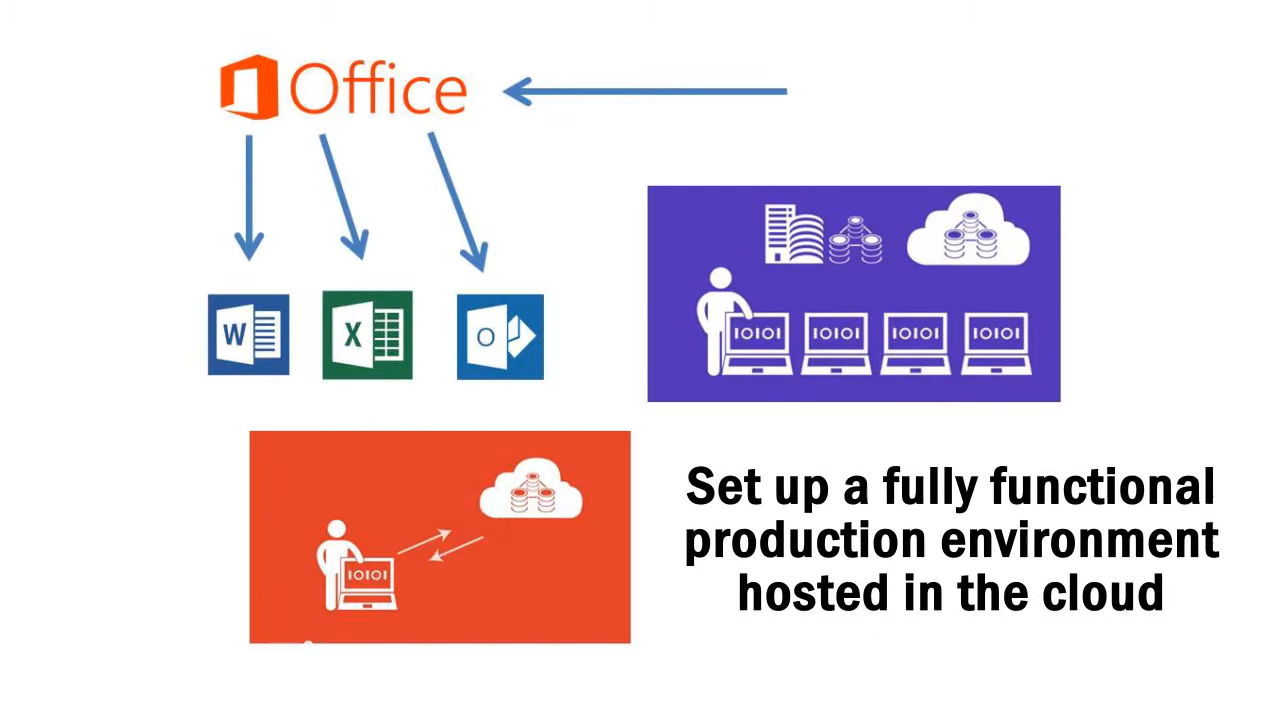 Office
W X O
10101 10101 10101 10101
10101
Set up a fully functional
production environment
hosted in the cloud